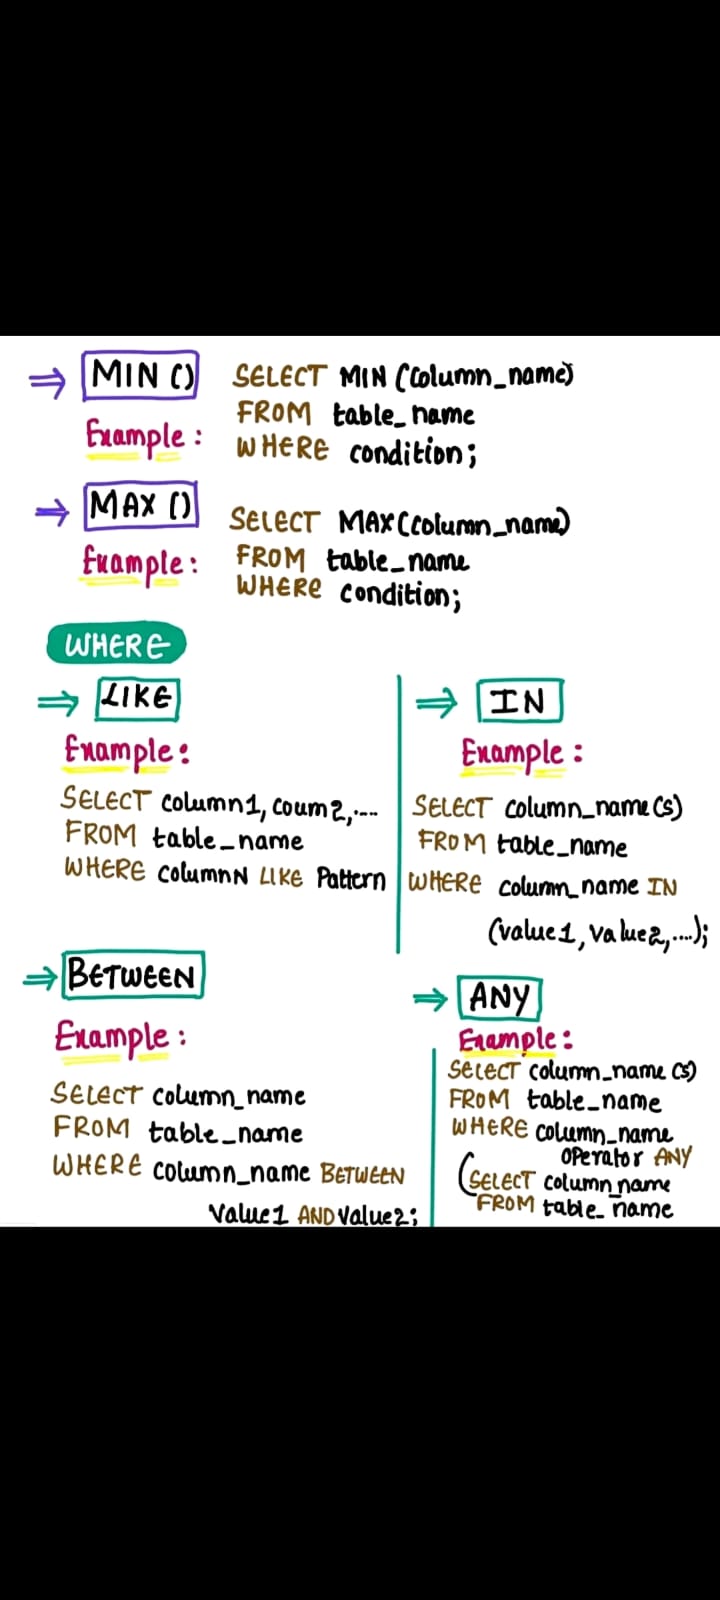 ⇒ MIN ()
SELECT MIN (Column_name)
FROM table_name
Example :
WHERE condition;
⇒ MAX ()
SELECT MAX (column_name)
Example :
FROM table_name
WHERE condition;
WHERE
⇒ LIKE
Example :
SELECT column1, coum2,....
FROM table_name
WHERE columnN LIKE Pattern
⇒ IN
Example :
SELECT column_name(s)
FROM table_name
WHERE column_name IN
(value1, value2,....);
⇒ BETWEEN
Example :
SELECT column_name
FROM table_name
WHERE column_name BETWEEN
Value1 AND Value2;
⇒ ANY
Example :
SELECT column_name(s)
FROM table_name
WHERE column_name
operator ANY
(SELECT column_name
FROM table_name